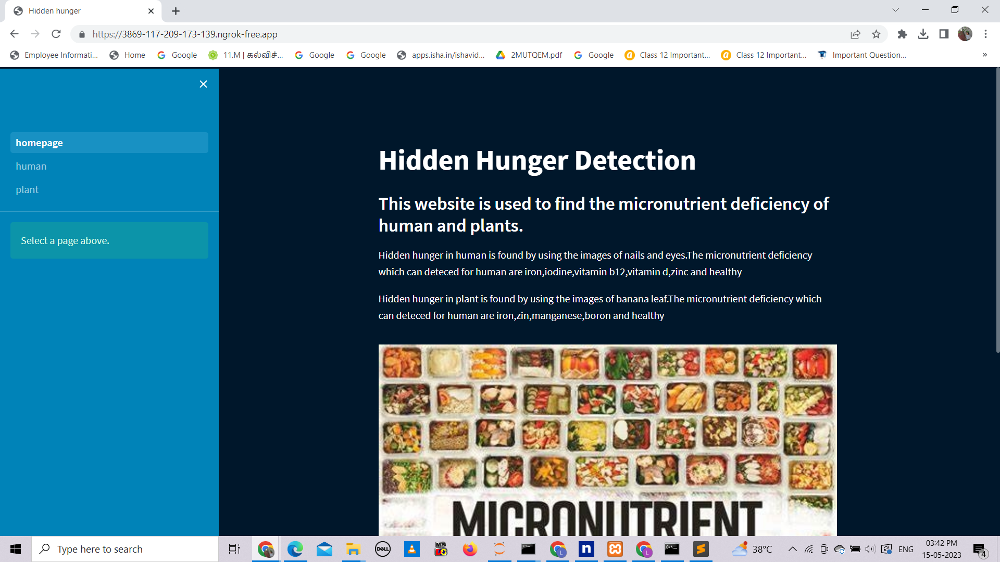 Hidden hunger
https://3869-117-209-173-139.ngrok-free.app
Employee Informati...
Home
Google
11.M | கல்விச்...
Google
Google
apps.isha.in/ishavid...
2MUTQEM.pdf
Google
Class 12 Important...
Class 12 Important...
Important Question...
»
homepage
human
plant
Select a page above.
Hidden Hunger Detection
This website is used to find the micronutrient deficiency of
human and plants.
Hidden hunger in human is found by using the images of nails and eyes.The micronutrient deficiency
which can deteced for human are iron,iodine,vitamin b12,vitamin d,zinc and healthy
Hidden hunger in plant is found by using the images of banana leaf.The micronutrient deficiency which
can deteced for human are iron,zin,manganese,boron and healthy
MICRONUTRIENT
Type here to search
DELL
38°C
ENG
03:42 PM
15-05-2023
4